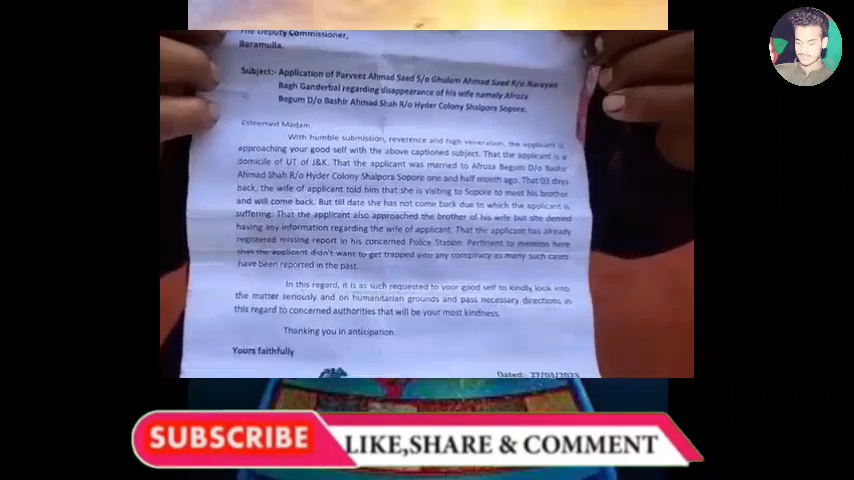 The Deputy Commissioner,
Baramulla.
Subject:- Application of Parveez Ahmad Saed S/o Ghulam Ahmad Saed R/o Narayan
Bagh Ganderbal regarding disappearance of his wife namely Afroza
Begum D/o Bashir Ahmad Shah R/o Hyder Colony Shalpora Sopore.
Esteemed Madam,
With humble submission, reverence and high veneration, the applicant is
approaching your good self with the above captioned subject. That the applicant is a
domicile of UT of J&K. That the applicant was married to Afroza Begum D/o Bashir
Ahmad Shah R/o Hyder Colony Shalpora Sopore one and half month ago. That 03 days
back, the wife of applicant told him that she is visiting to Sopore to meet his brother
and will come back. But till date she has not come back due to which the applicant is
suffering. That the applicant also approached the brother of his wife but she denied
having any information regarding the wife of applicant. That the applicant has already
registered missing report in his concerned Police Station. Pertinent to mention here
that the applicant didn't want to get trapped into any conspiracy as many such cases
have been reported in the past.
In this regard, it is as such requested to your good self to kindly look into
the matter seriously and on humanitarian grounds and pass necessary directions in
this regard to concerned authorities that will be your most kindness.
Thanking you in anticipation.
Yours faithfully
Dated:- 27/03/2023
SUBSCRIBE
LIKE,SHARE & COMMENT